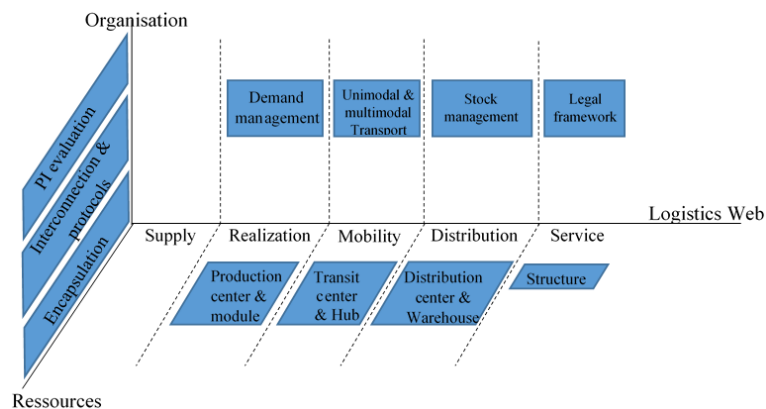 Organisation
PI evaluation
Interconnection &
protocols
Encapsulation
Demand
management
Unimodal &
multimodal
Transport
Stock
management
Legal
framework
Logistics Web
Supply
Realization
Mobility
Distribution
Service
Production
center &
module
Transit
center
& Hub
Distribution
center &
Warehouse
Structure
Ressources